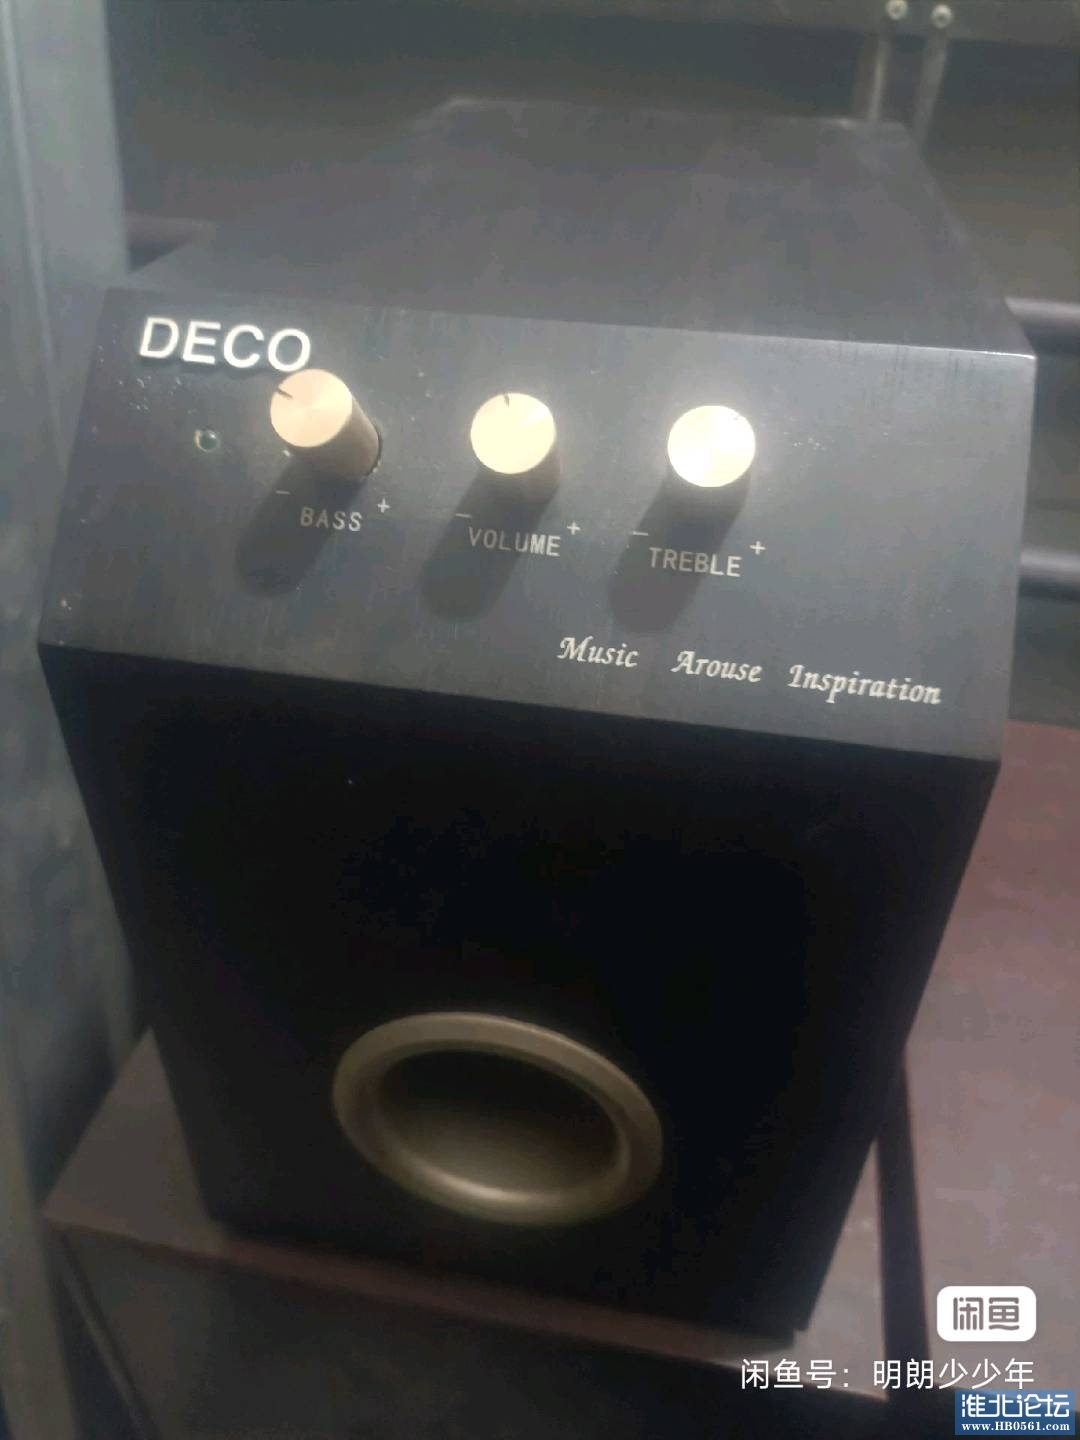 DECO
- BASS +
- VOLUME +
- TREBLE +
Music Arouse Inspiration
闲鱼
闲鱼号：明朗少少年
淮北论坛
www.HB0561.com